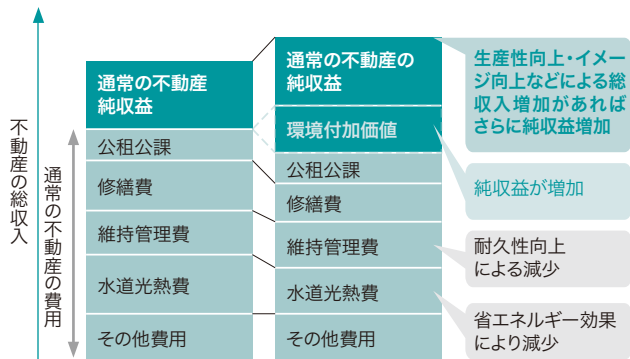 不動産の総収入
通常の不動産の費用
通常の不動産
純収益
公租公課
修繕費
維持管理費
水道光熱費
その他費用
通常の不動産の
純収益
環境付加価値
公租公課
修繕費
維持管理費
水道光熱費
その他費用
生産性向上・イメー
ジ向上などによる総
収入増加があれば
さらに純収益増加
純収益が増加
耐久性向上
による減少
省エネルギー効果
により減少